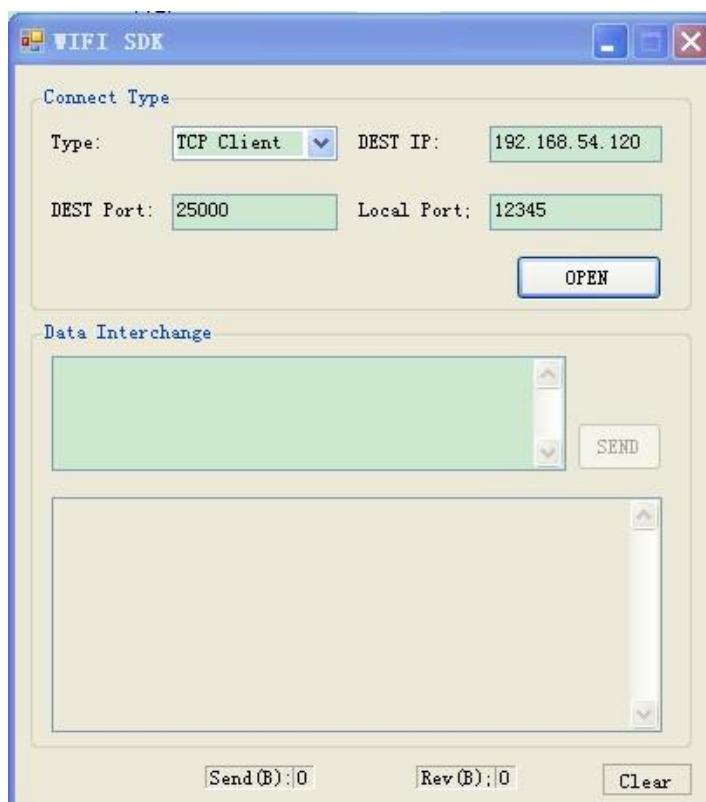 WIFI SDK
Connect Type
Type: TCP Client DEST IP: 192.168.54.120
DEST Port: 25000 Local Port; 12345
OPEN
Data Interchange
SEND
Send(B): 0 Rev(B); 0 Clear